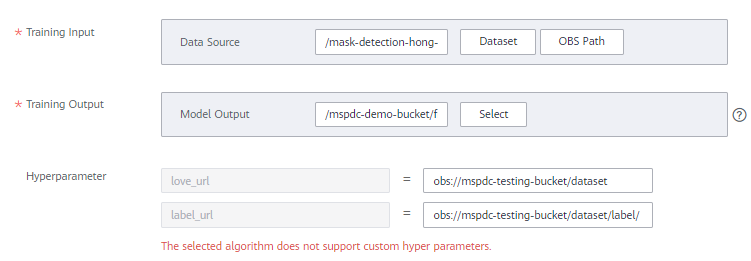 * Training Input
Data Source /mask-detection-hong- Dataset OBS Path
* Training Output
Model Output /mspdc-demo-bucket/f Select ?
Hyperparameter
love_url = obs://mspdc-testing-bucket/dataset
label_url = obs://mspdc-testing-bucket/dataset/label/
The selected algorithm does not support custom hyper parameters.